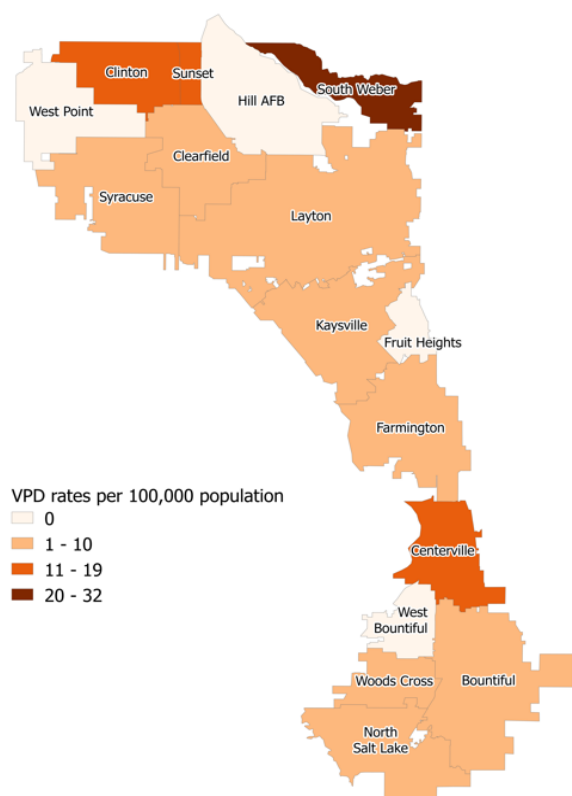 Clinton
Sunset
South Weber
Hill AFB
West Point
Clearfield
Syracuse
Layton
Kaysville
Fruit Heights
Farmington
VPD rates per 100,000 population
0
1 - 10
11 - 19
20 - 32
Centerville
West
Bountiful
Woods Cross
Bountiful
North
Salt Lake